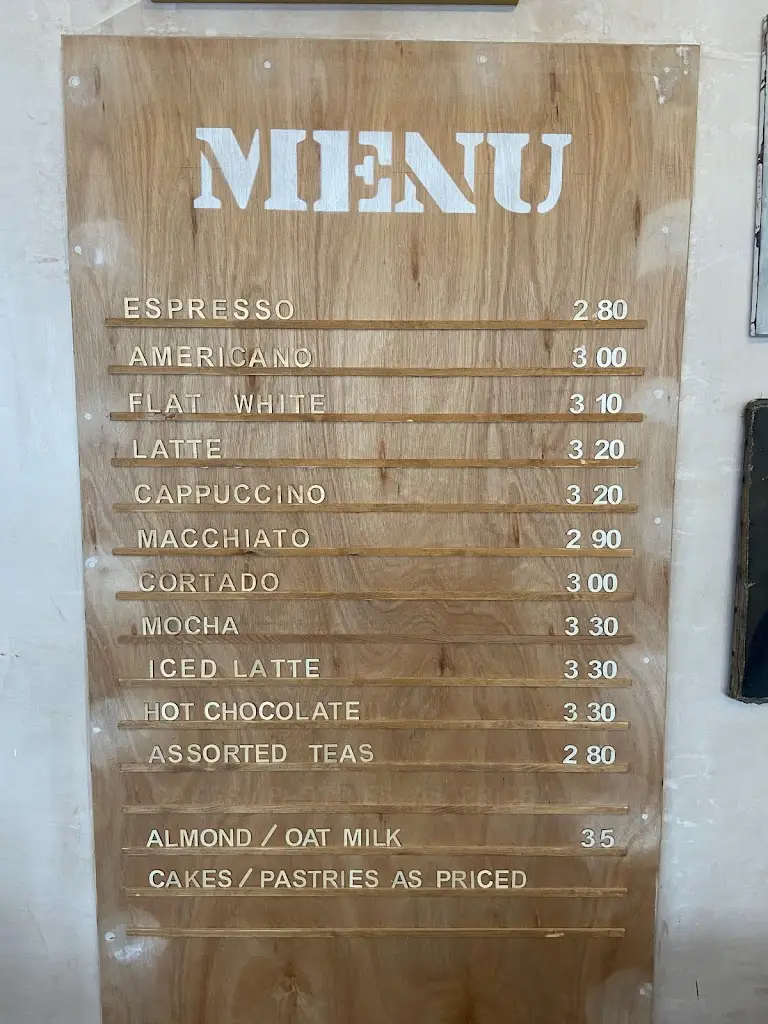 MENU
ESPRESSO 2 80
AMERICANO 3 00
FLAT WHITE 3 10
LATTE 3 20
CAPPUCCINO 3 20
MACCHIATO 2 90
CORTADO 3 00
MOCHA 3 30
ICED LATTE 3 30
HOT CHOCOLATE 3 30
ASSORTED TEAS 2 80
ALMOND / OAT MILK 35
CAKES / PASTRIES AS PRICED